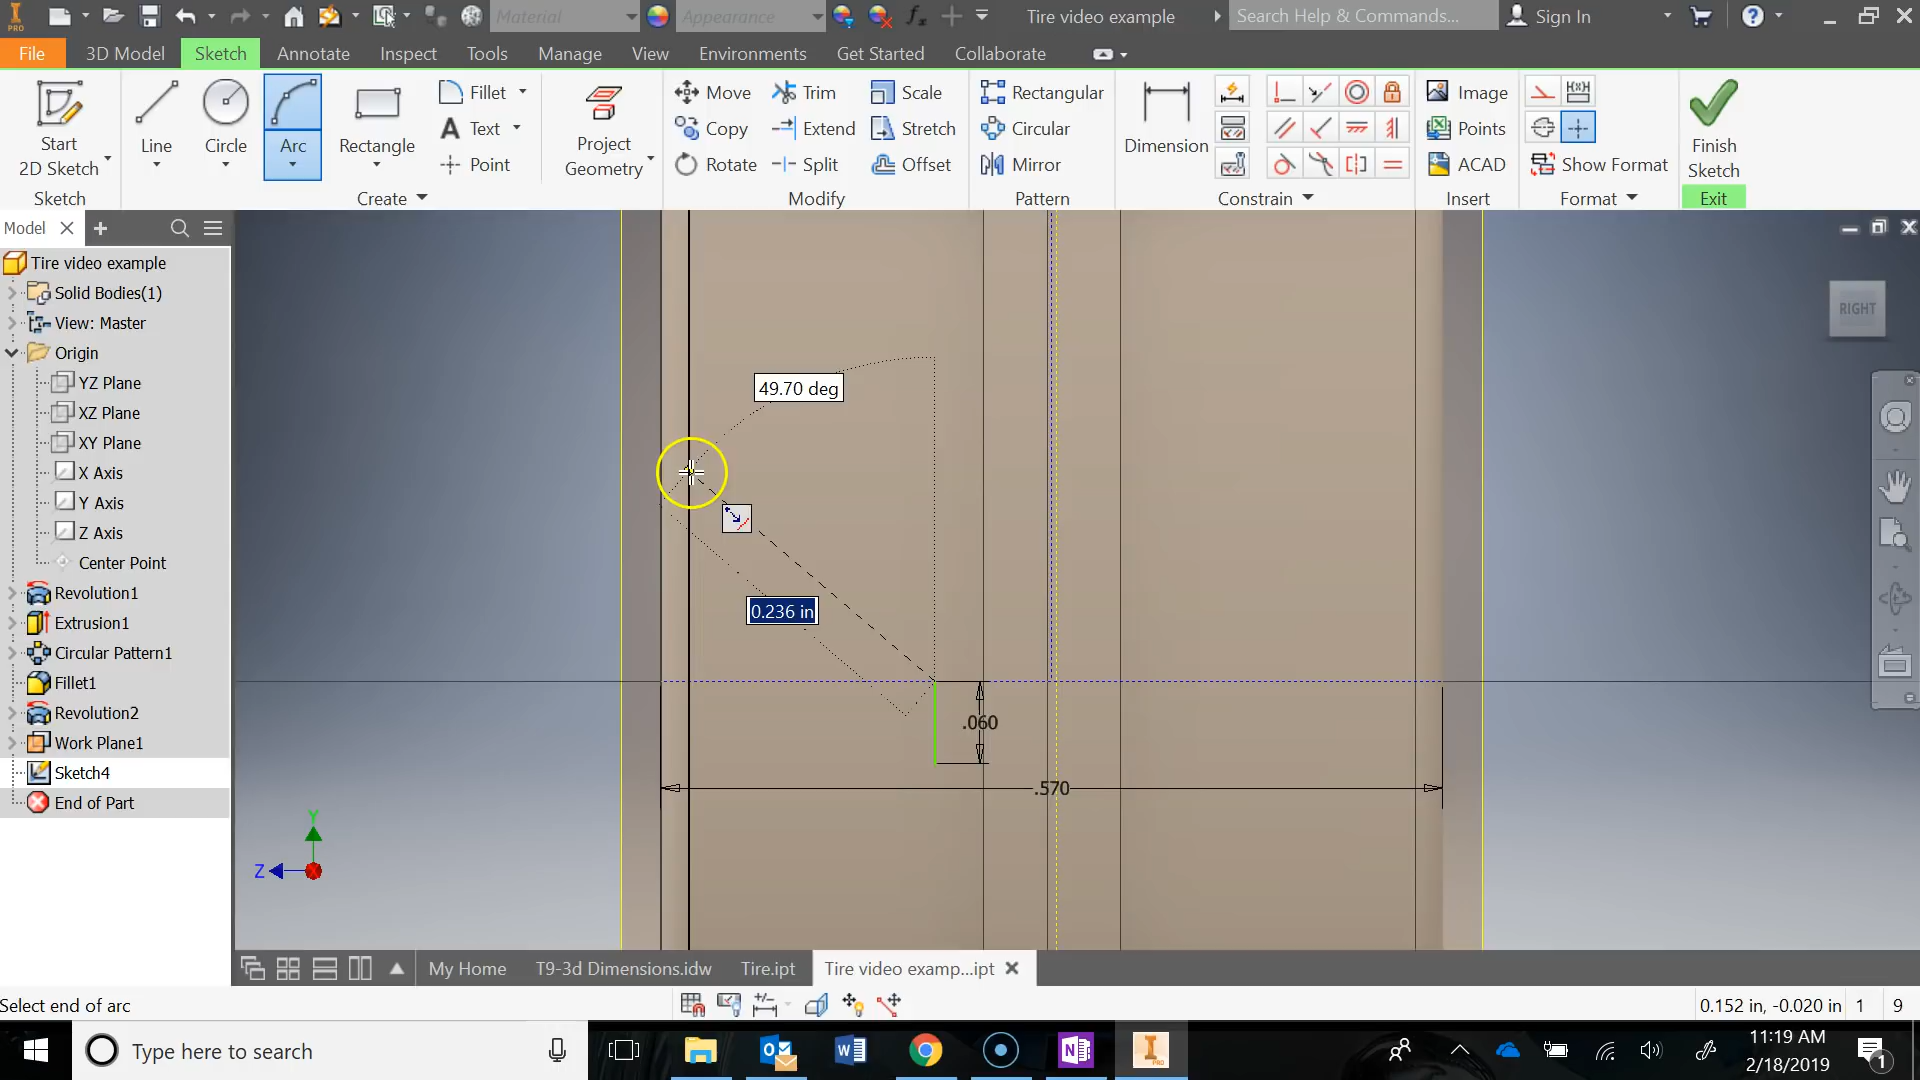 Material
Appearance
Tire video example
Search Help & Commands...
Sign In
PRO
File
3D Model
Sketch
Annotate
Inspect
Tools
Manage
View
Environments
Get Started
Collaborate
Start
2D Sketch
Line
Circle
Arc
Rectangle
Fillet
Text
Point
Project
Geometry
Move
Copy
Rotate
Trim
Extend
Split
Scale
Stretch
Offset
Rectangular
Circular
Mirror
Dimension
Image
Points
ACAD
Show Format
Finish
Sketch
Sketch
Create
Modify
Pattern
Constrain
Insert
Format
Exit
Model
Tire video example
Solid Bodies(1)
View: Master
Origin
YZ Plane
XZ Plane
XY Plane
X Axis
Y Axis
Z Axis
Center Point
Revolution1
Extrusion1
Circular Pattern1
Fillet1
Revolution2
Work Plane1
Sketch4
End of Part
RIGHT
49.70 deg
0.236 in
.060
.570
Y
Z
My Home
T9-3d Dimensions.idw
Tire.ipt
Tire video examp...ipt
Select end of arc
0.152 in, -0.020 in
1
9
Type here to search
PRO
11:19 AM
2/18/2019
1